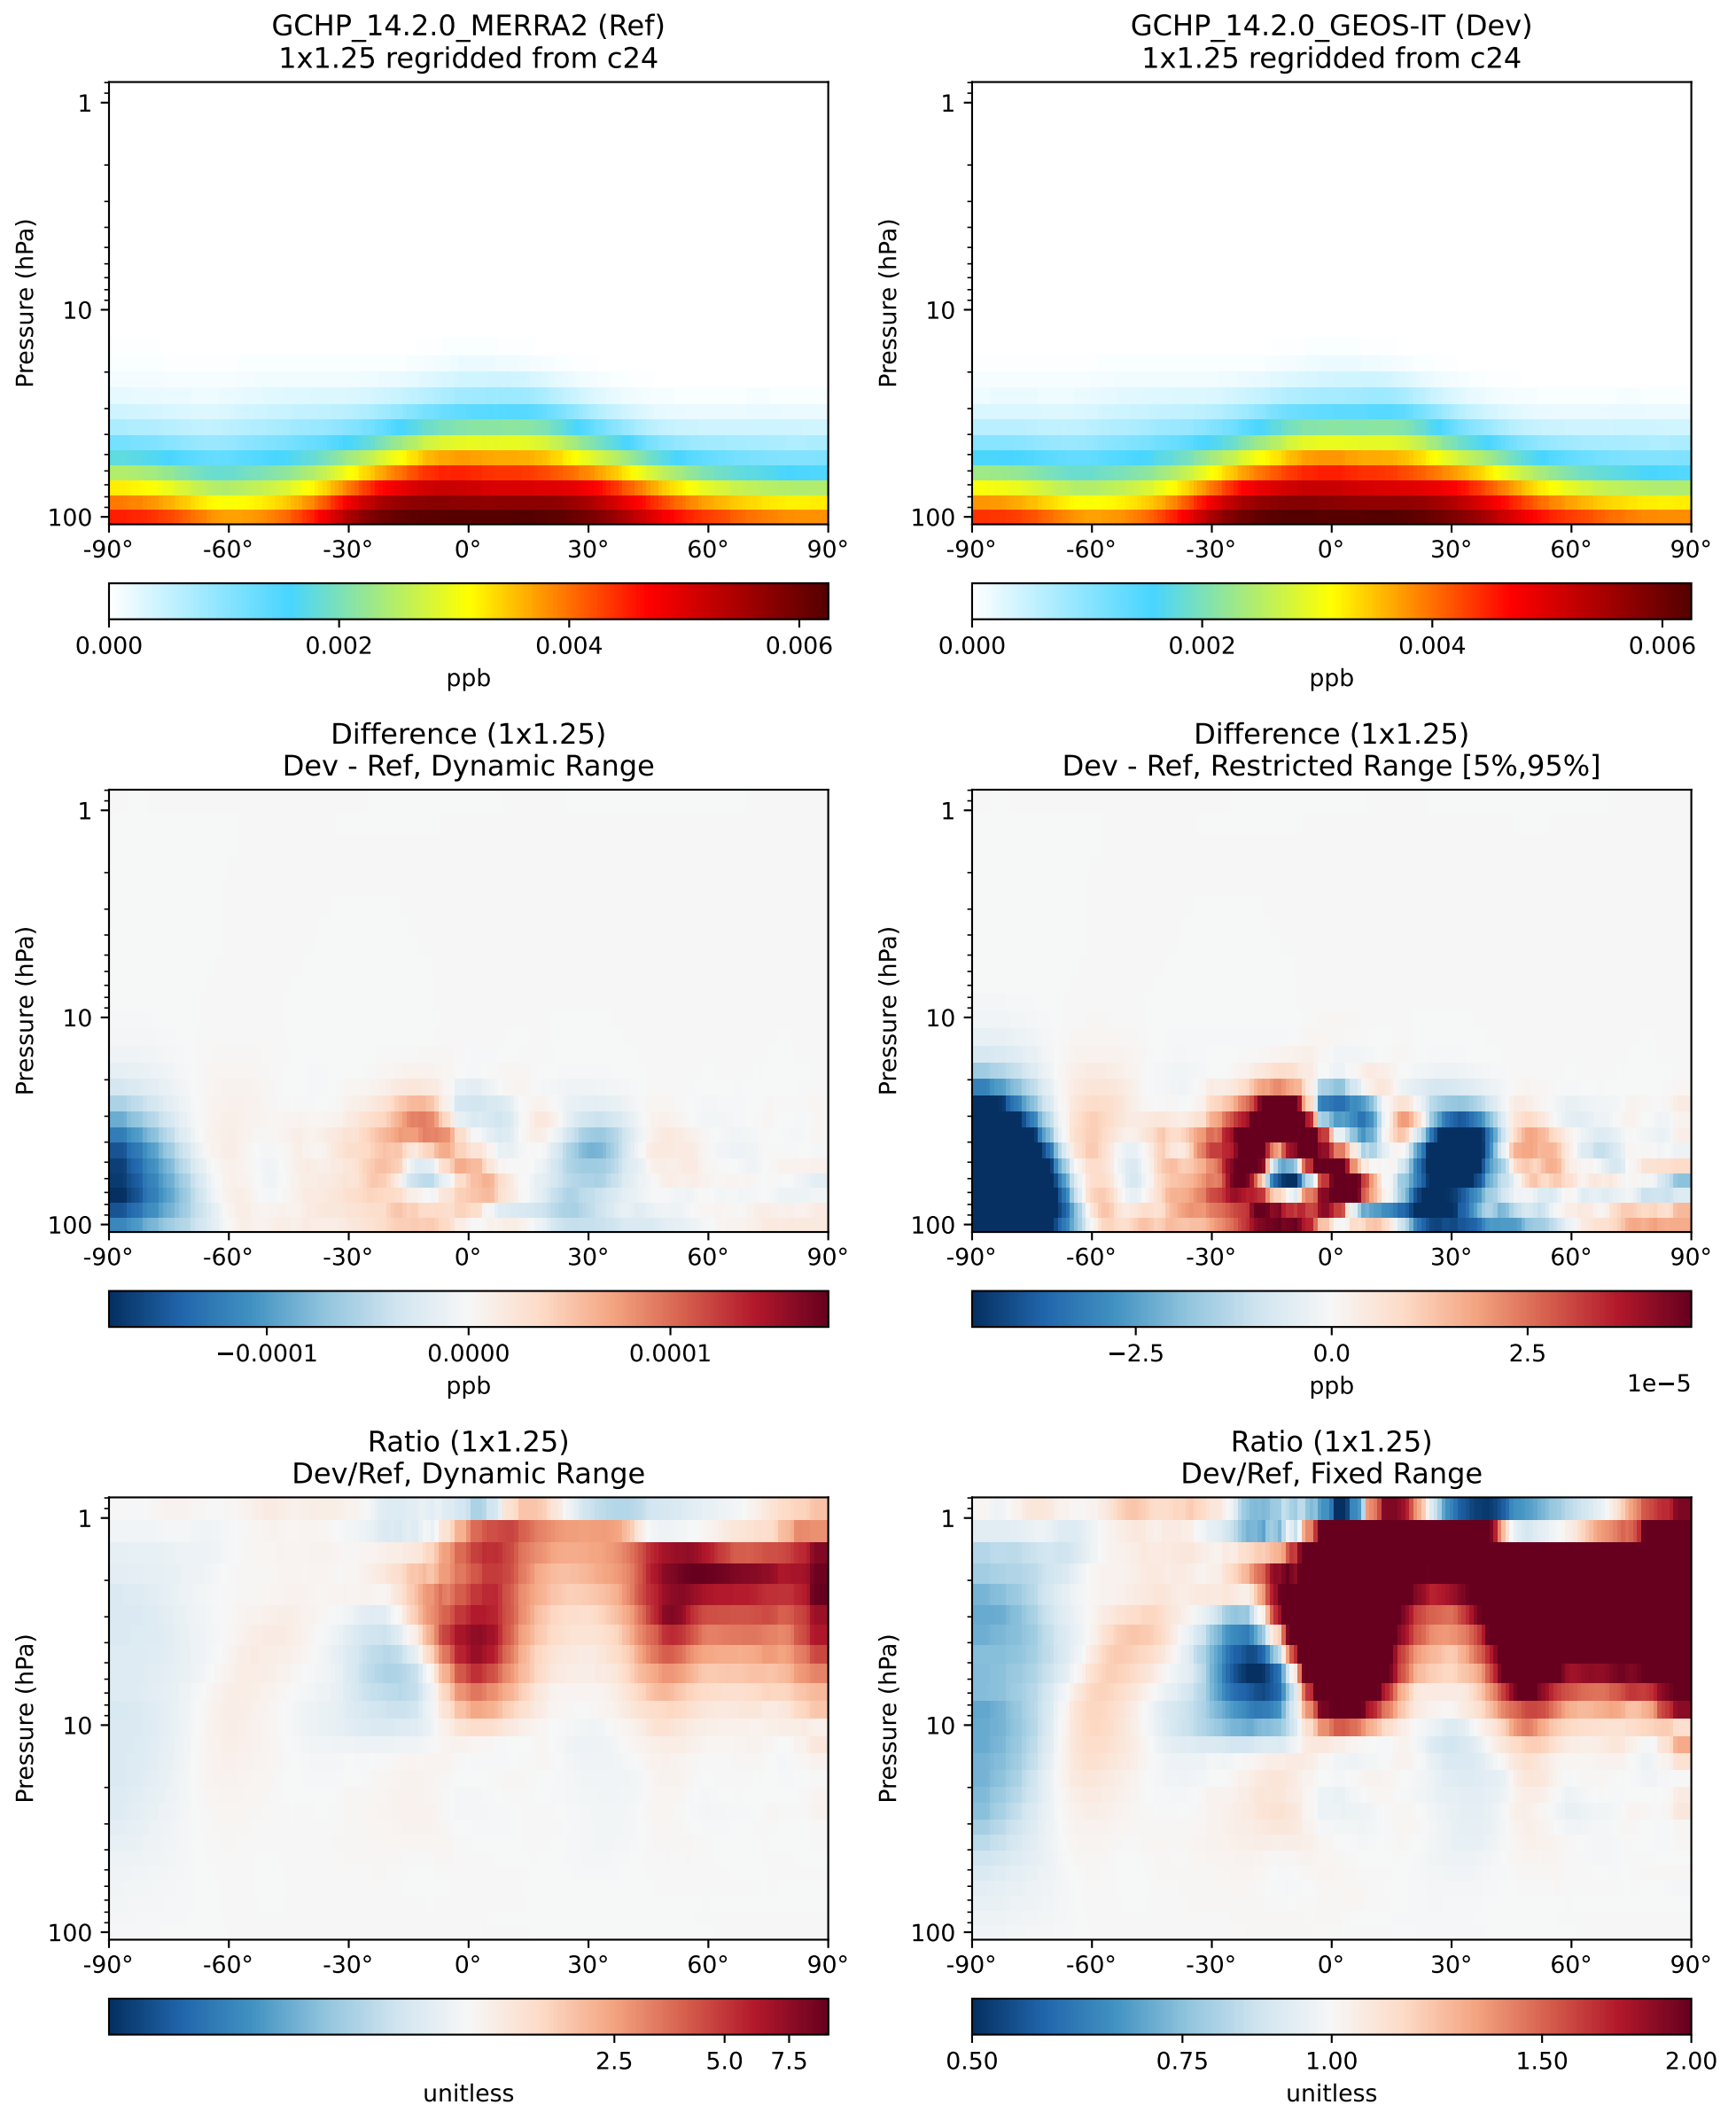 GCHP_14.2.0_MERRA2 (Ref)
1x1.25 regridded from c24
GCHP_14.2.0_GEOS-IT (Dev)
1x1.25 regridded from c24
Pressure (hPa)
1
10
100
-90° -60° -30° 0° 30° 60° 90°
0.000 0.002 0.004 0.006
ppb
Pressure (hPa)
1
10
100
-90° -60° -30° 0° 30° 60° 90°
0.000 0.002 0.004 0.006
ppb
Difference (1x1.25)
Dev - Ref, Dynamic Range
Difference (1x1.25)
Dev - Ref, Restricted Range [5%,95%]
Pressure (hPa)
1
10
100
-90° -60° -30° 0° 30° 60° 90°
−0.0001 0.0000 0.0001
ppb
Pressure (hPa)
1
10
100
-90° -60° -30° 0° 30° 60° 90°
−2.5 0.0 2.5
1e−5
ppb
Ratio (1x1.25)
Dev/Ref, Dynamic Range
Ratio (1x1.25)
Dev/Ref, Fixed Range
Pressure (hPa)
1
10
100
-90° -60° -30° 0° 30° 60° 90°
2.5 5.0 7.5
unitless
Pressure (hPa)
1
10
100
-90° -60° -30° 0° 30° 60° 90°
0.50 0.75 1.00 1.50 2.00
unitless